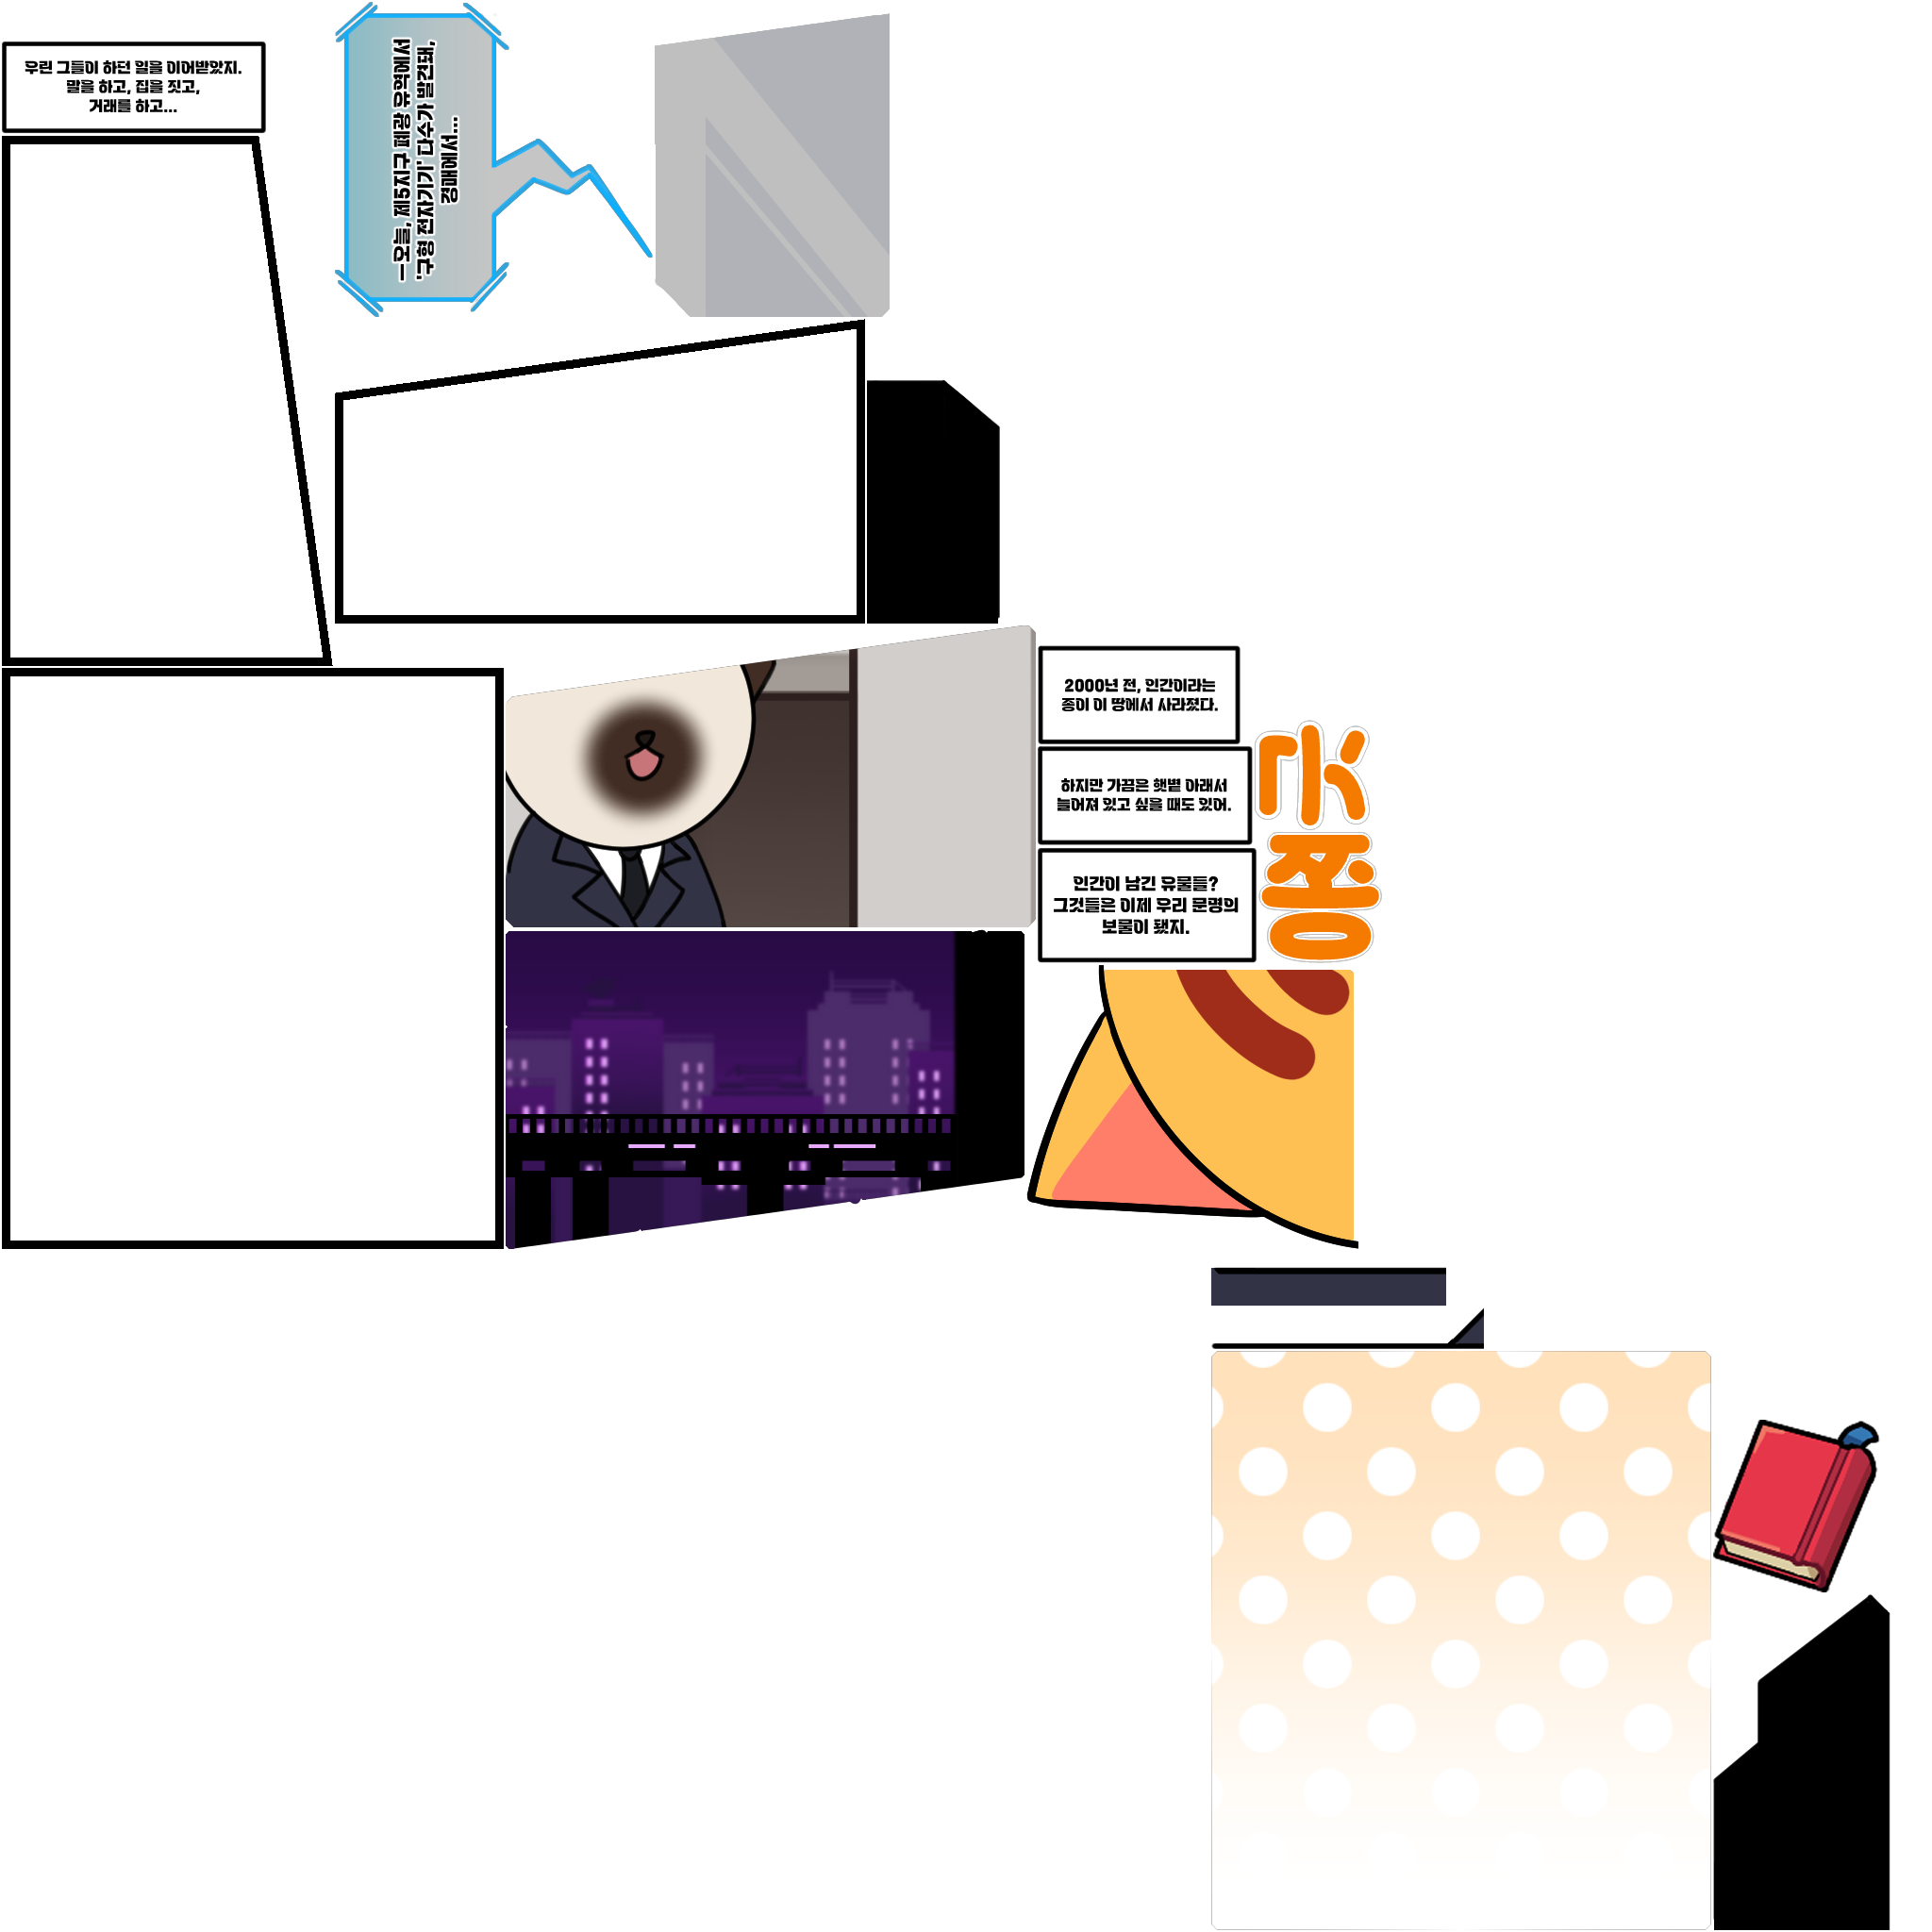 우린 그들이 하던 일을 이어받았지.
말을 하고, 집을 짓고,
거래를 하고...
—오늘, 제5지구 폐광 유역에서
'구형 전자기기' 다수가 발견돼,
경매에서...
2000년 전, 인간이라는
종이 이 땅에서 사라졌다.
하지만 가끔은 햇볕 아래서
늘어져 있고 싶을 때도 있어.
인간이 남긴 유물들?
그것들은 이제 우리 문명의
보물이 됐지.
쫑